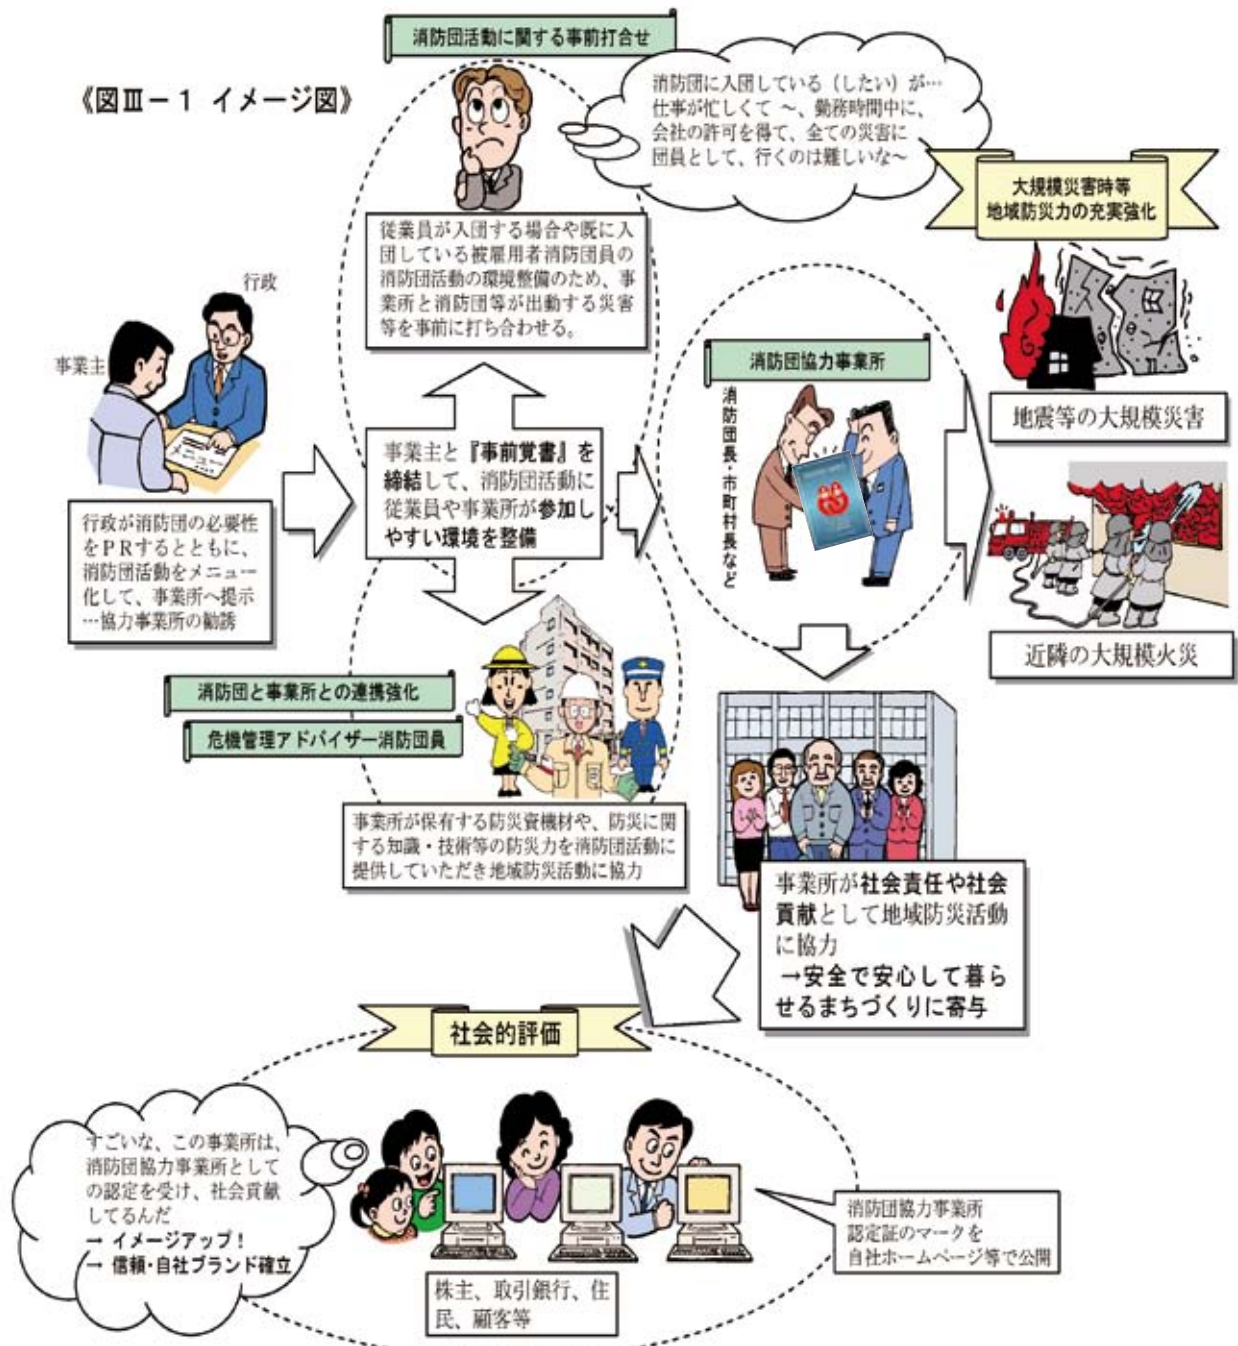 消防団活動に関する事前打合せ
《図Ⅲ－１ イメージ図》
消防団に入団している（したい）が…
仕事が忙しくて ～、勤務時間中に、
会社の許可を得て、全ての災害に
団員として、行くのは難しいな～
大規模災害時等
地域防災力の充実強化
従業員が入団する場合や既に入
団している被雇用者消防団員の
消防団活動の環境整備のため、事
業所と消防団等が出動する災害
等を事前に打ち合わせる。
行政
事業主
消防団協力事業所
消防団長・市町村長など
地震等の大規模災害
事業主と『事前覚書』を
締結して、消防団活動に
従業員や事業所が参加し
やすい環境を整備
行政が消防団の必要性
をＰＲするとともに、
消防団活動をメニュー
化して、事業所へ提示
…協力事業所の勧誘
近隣の大規模火災
消防団と事業所との連携強化
危機管理アドバイザー消防団員
事業所が保有する防災資機材や、防災に関
する知識・技術等の防災力を消防団活動に
提供していただき地域防災活動に協力
事業所が社会責任や社会
貢献として地域防災活動
に協力
→安全で安心して暮ら
せるまちづくりに寄与
社会的評価
すごいな、この事業所は、
消防団協力事業所として
の認定を受け、社会貢献
してるんだ
→ イメージアップ！
→ 信頼・自社ブランド確立
消防団協力事業所
認定証のマークを
自社ホームページ等で公開
株主、取引銀行、住
民、顧客等